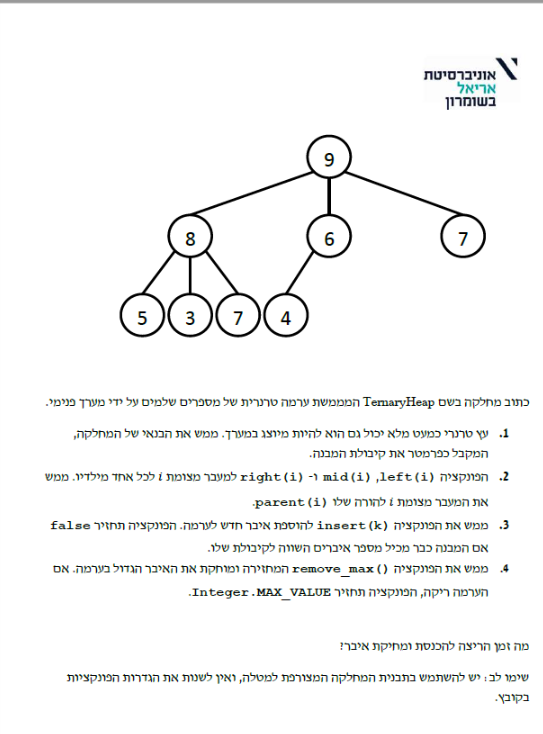 אוניברסיטת
אריאל
בשומרון
9
8 6 7
5 3 7 4
כתוב מחלקה בשם TernaryHeap המממשת ערמה טרנרית של מספרים שלמים על ידי מערך פנימי.
1. עץ טרנרי כמעט מלא יכול גם הוא להיות מיוצג במערך. ממש את הבנאי של המחלקה,
המקבל כפרמטר את קיבולת המבנה.
2. הפונקציה left(i), mid(i) ו- right(i) למעבר מצומת i לכל אחד מילדיו. ממש
את המעבר מצומת i להורה שלו parent(i).
3. ממש את הפונקציה insert(k) להוספת איבר חדש לערמה. הפונקציה תחזיר false
אם המבנה כבר מכיל מספר איברים השווה לקיבולת שלו.
4. ממש את הפונקציה remove_max() המחזירה ומוחקת את האיבר הגדול בערמה. אם
הערמה ריקה, הפונקציה תחזיר Integer.MAX_VALUE.
מה זמן הריצה להכנסת ומחיקת איבר?
שימו לב: יש להשתמש בתבנית המחלקה המצורפת למטלה, ואין לשנות את הגדרות הפונקציות
בקובץ.